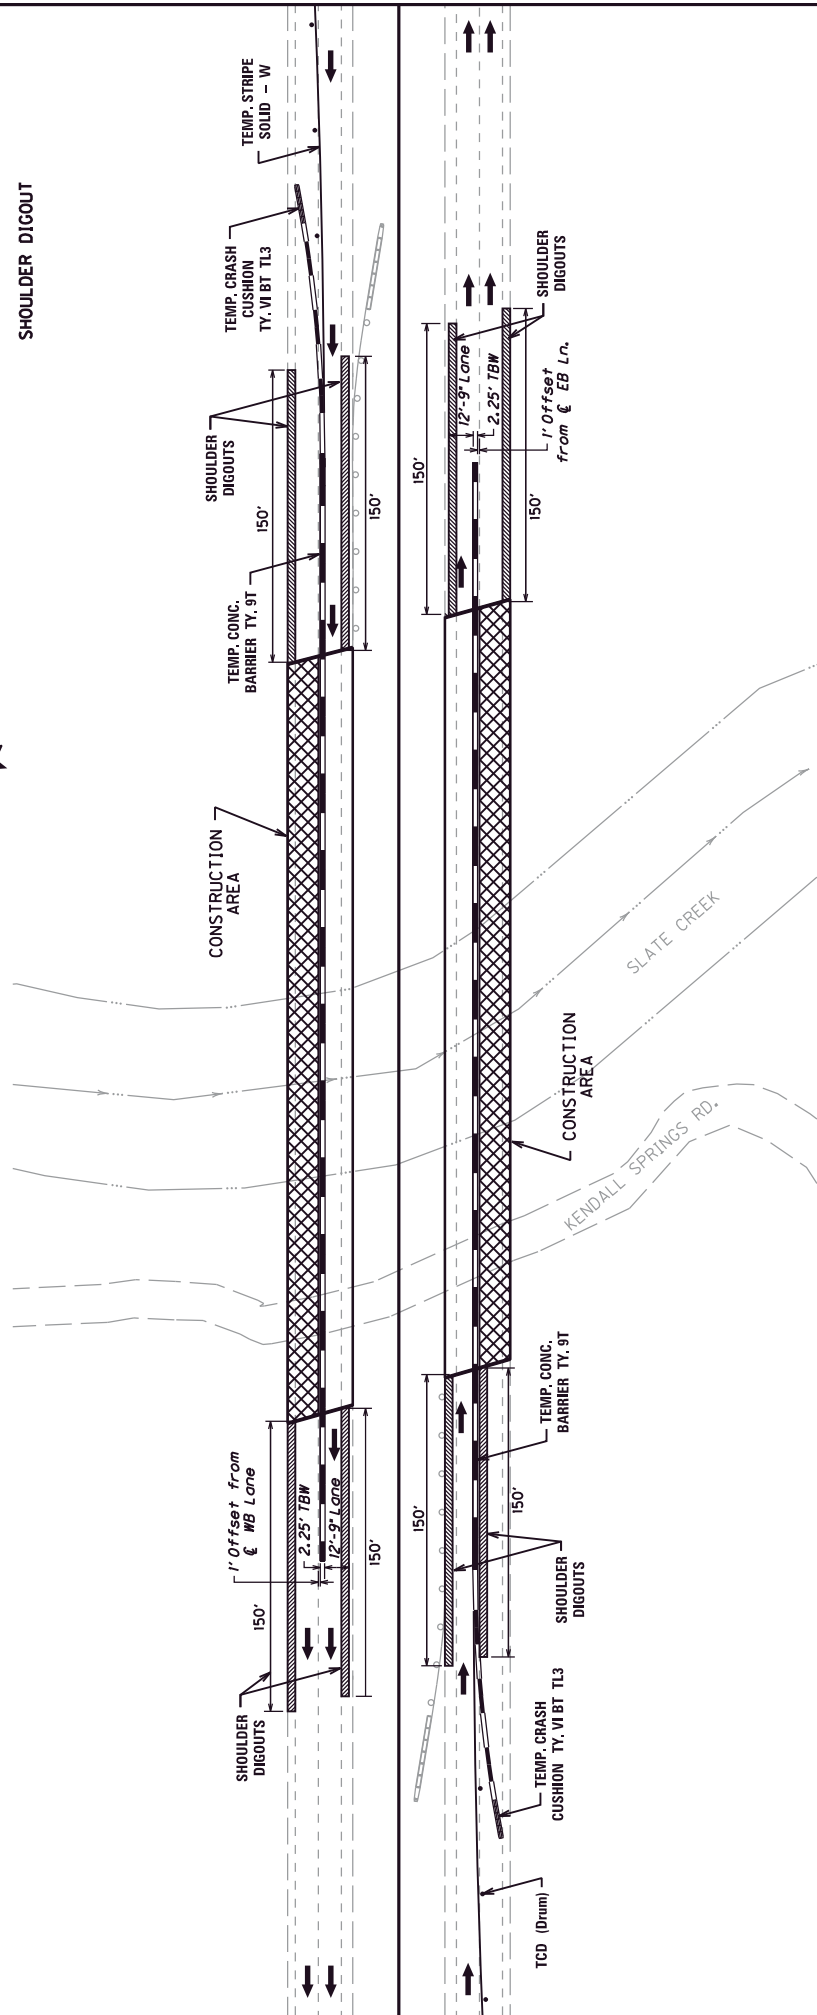 SHOULDER DIGOUT
TEMP. STRIPE
SOLID - W
TEMP. CRASH
CUSHION
TY. VI BT TL3
SHOULDER
DIGOUTS
150'
150'
TEMP. CONC.
BARRIER TY. 9T
CONSTRUCTION
AREA
1' Offset from
℄ WB Lane
2.25' TBW
12'-9" Lane
150'
150'
SHOULDER
DIGOUTS
SHOULDER
DIGOUTS
12'-9" Lane
2.25' TBW
1' Offset
from ℄ EB Ln.
150'
150'
SLATE CREEK
CONSTRUCTION
AREA
KENDALL SPRINGS RD.
TEMP. CONC.
BARRIER TY. 9T
150'
150'
SHOULDER
DIGOUTS
TEMP. CRASH
CUSHION TY. VI BT TL3
TCD (Drum)